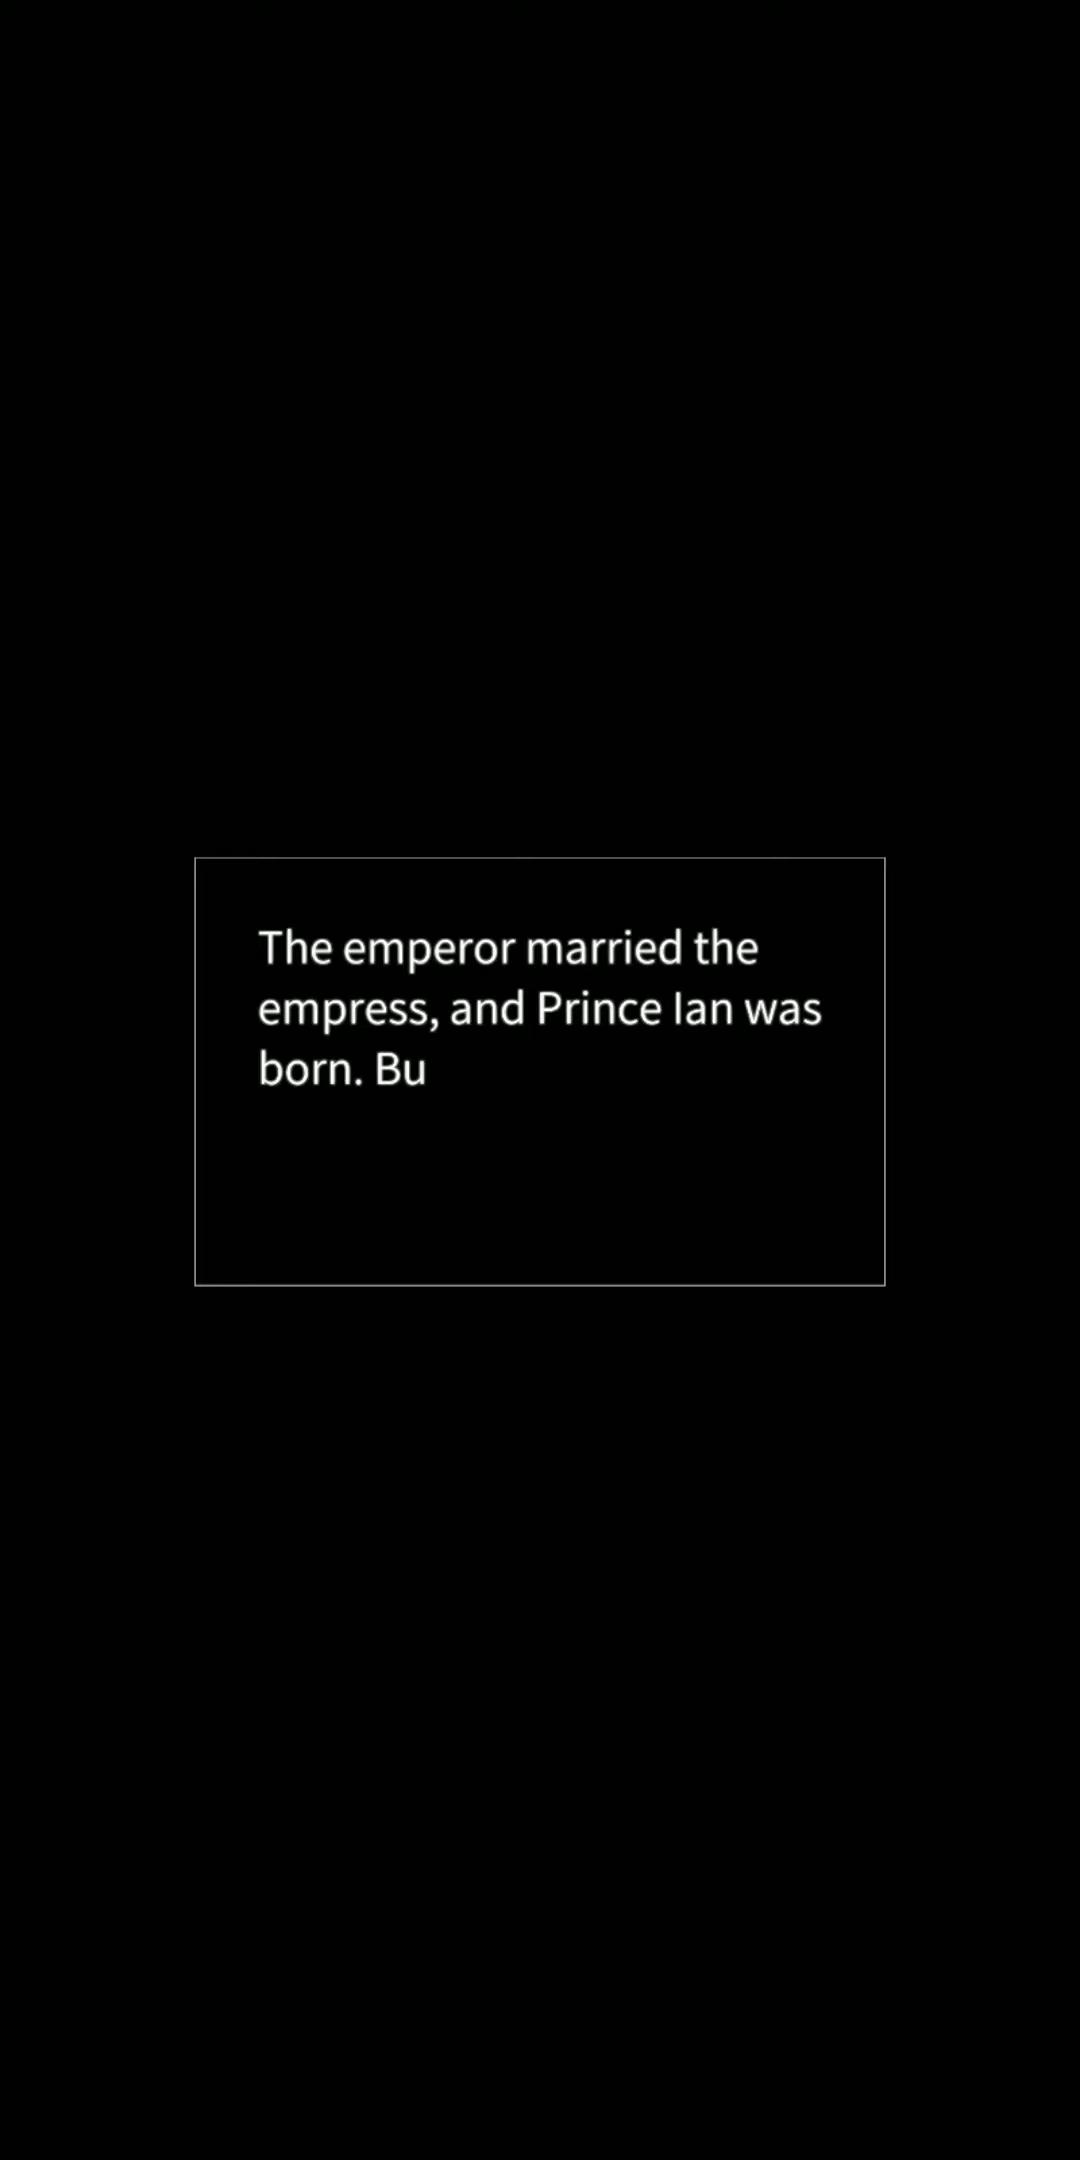 The emperor married the
empress, and Prince Ian was
born. Bu